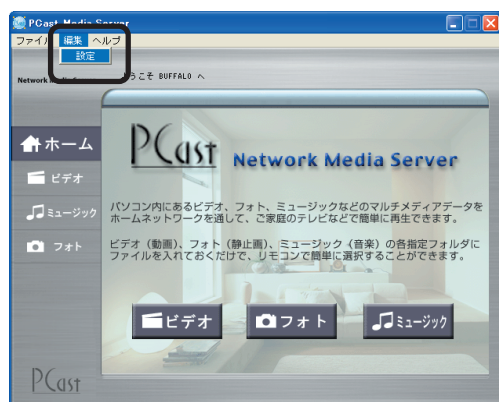 PCast Media Server
ファイル 編集 ヘルプ
設定
Network M
ようこそ BUFFALO へ
ホーム
ビデオ
ミュージック
フォト
PCast Network Media Server
パソコン内にあるビデオ、フォト、ミュージックなどのマルチメディアデータを
ホームネットワークを通して、ご家庭のテレビなどで簡単に再生できます。
ビデオ（動画）、フォト（静止画）、ミュージック（音楽）の各指定フォルダに
ファイルを入れておくだけで、リモコンで簡単に選択することができます。
ビデオ フォト ミュージック
PCast